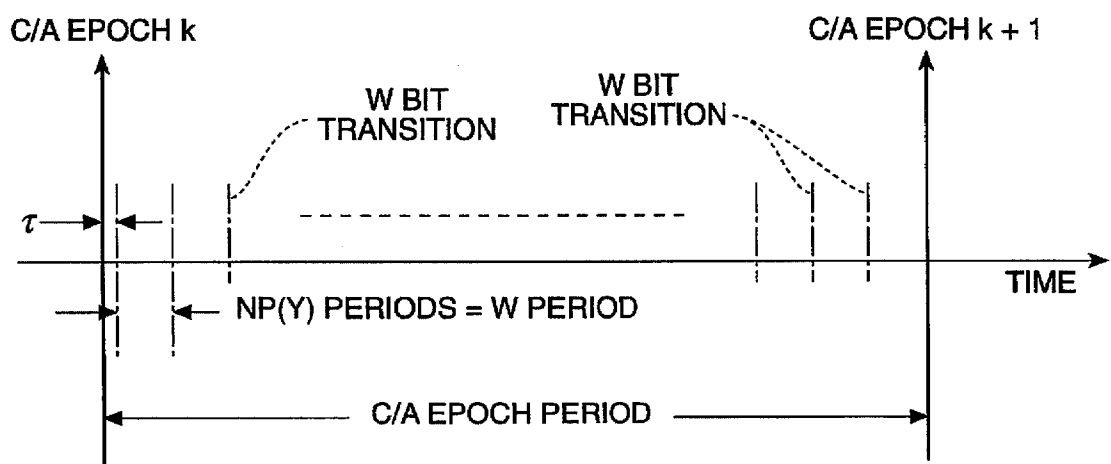 C/A EPOCH k
C/A EPOCH k + 1
W BIT
TRANSITION
W BIT
TRANSITION
τ
TIME
NP(Y) PERIODS = W PERIOD
C/A EPOCH PERIOD